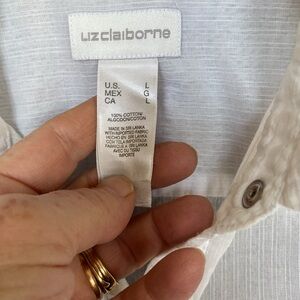 lizclaiborne
U.S. L
MEX G
CA L
100% COTTON/
ALGODON/COTON
MADE IN SRI LANKA
WITH IMPORTED FABRIC
HECHO EN SRI LANKA
CON TELA IMPORTADA
FABRIQUÉ À SRI LANKA
AVEC DU TISSU
IMPORTÉ